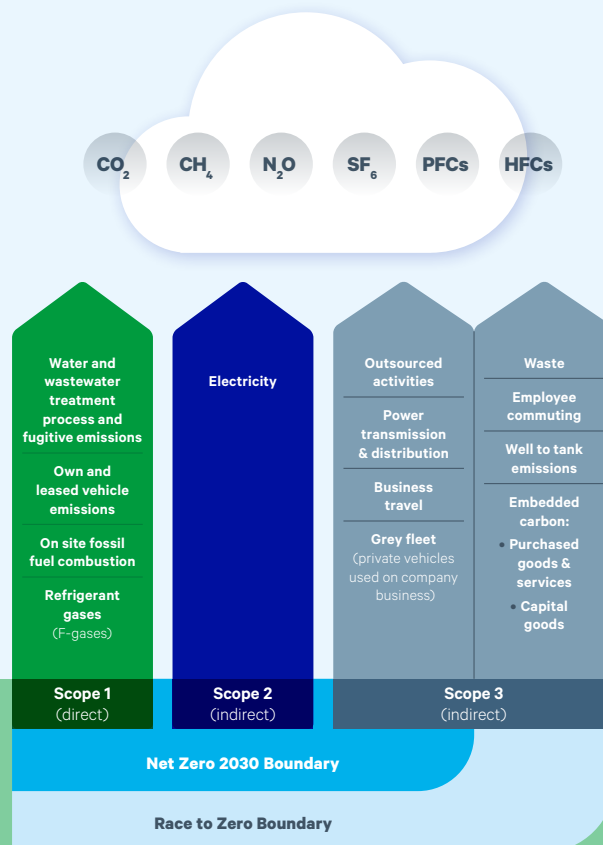 CO2
CH4
N2O
SF6
PFCs
HFCs
Water and
wastewater
treatment
process and
fugitive emissions
Own and
leased vehicle
emissions
On site fossil
fuel combustion
Refrigerant
gases
(F-gases)
Scope 1
(direct)
Electricity
Scope 2
(indirect)
Outsourced
activities
Power
transmission
& distribution
Business
travel
Grey fleet
(private vehicles
used on company
business)
Waste
Employee
commuting
Well to tank
emissions
Embedded
carbon:
• Purchased
goods &
services
• Capital
goods
Scope 3
(indirect)
Net Zero 2030 Boundary
Race to Zero Boundary